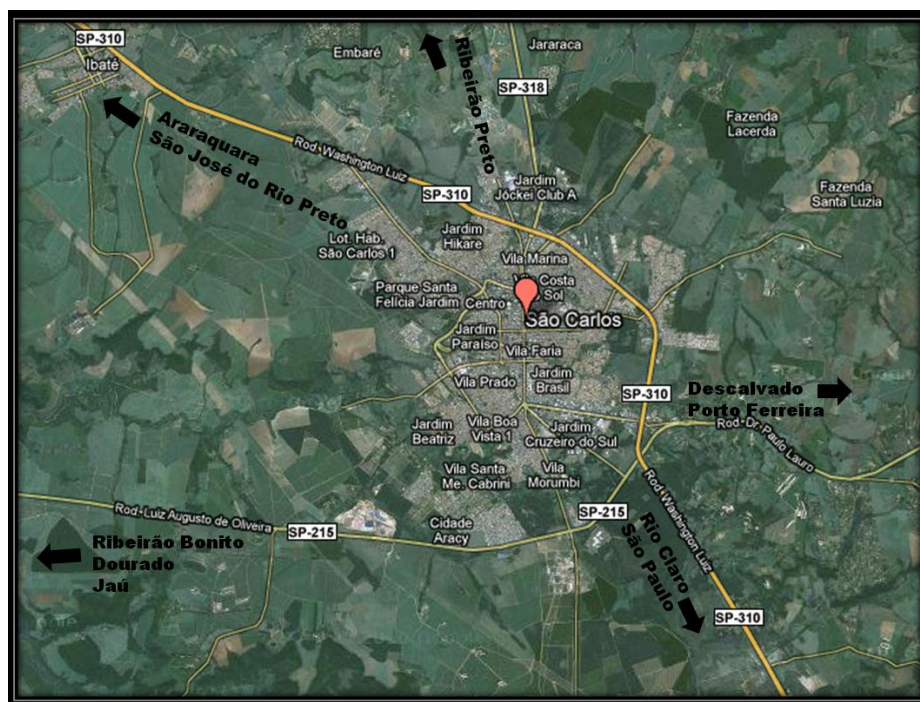 SP-310
Ibaté
Embaré
Jararaca
Ribeirão Preto
SP-318
Araraquara
São José do Rio Preto
Rod. Washington Luiz
SP-310
Fazenda
Lacerda
Fazenda
Santa Luzia
Jardim
Jóckei Club A
Lot. Hab.
São Carlos 1
Jardim
Hikare
Vila Marina
Costa
Sol
Parque Santa
Felícia Jardim
Centro
São Carlos
Jardim
Paraíso
Vila Faria
Vila Prado
Jardim
Brasil
SP-310
Descalvado
Porto Ferreira
Rod. Dr. Paulo Lauro
Jardim
Beatriz
Vila Boa
Vista 1
Jardim
Cruzeiro do Sul
Vila Santa
Me. Cabrini
Vila
Morumbi
Rod. Washington Luiz
SP-215
Rod. Luiz Augusto de Oliveira
SP-215
Cidade
Aracy
Ribeirão Bonito
Dourado
Jaú
Rio Claro
São Paulo
SP-310